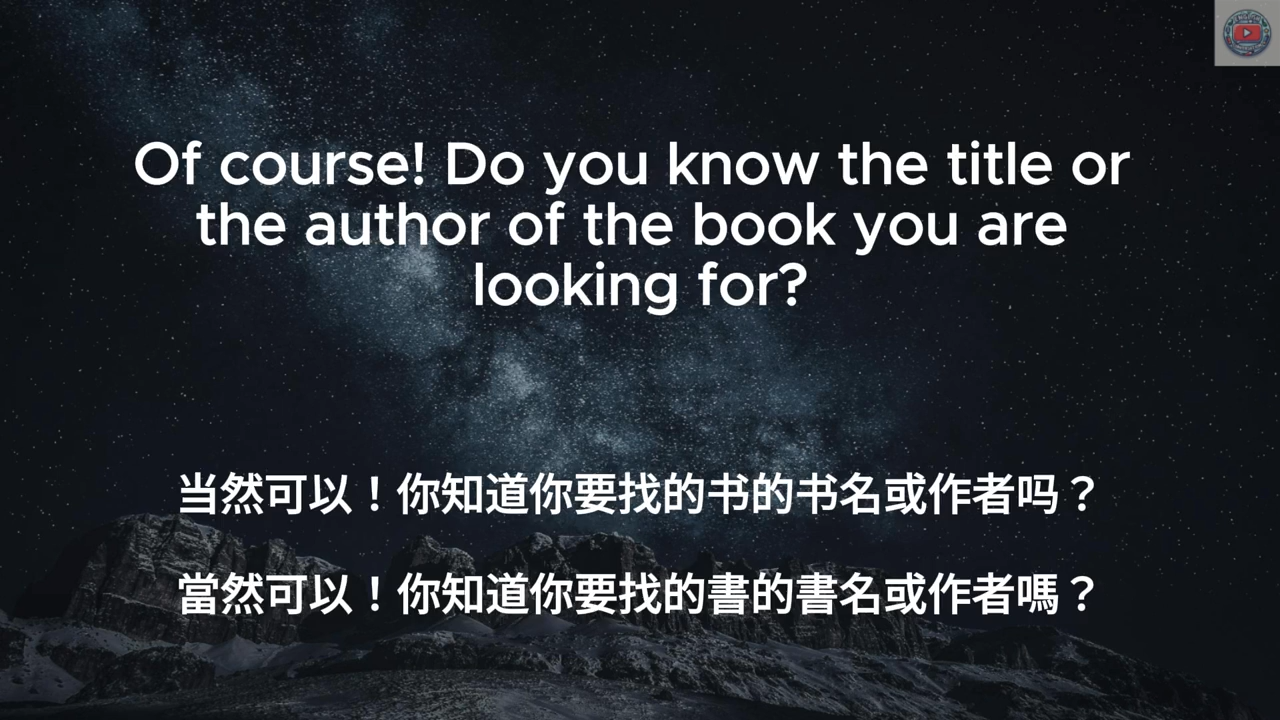 Of course! Do you know the title or
the author of the book you are
looking for?
当然可以！你知道你要找的书的书名或作者吗？
當然可以！你知道你要找的書的書名或作者嗎？